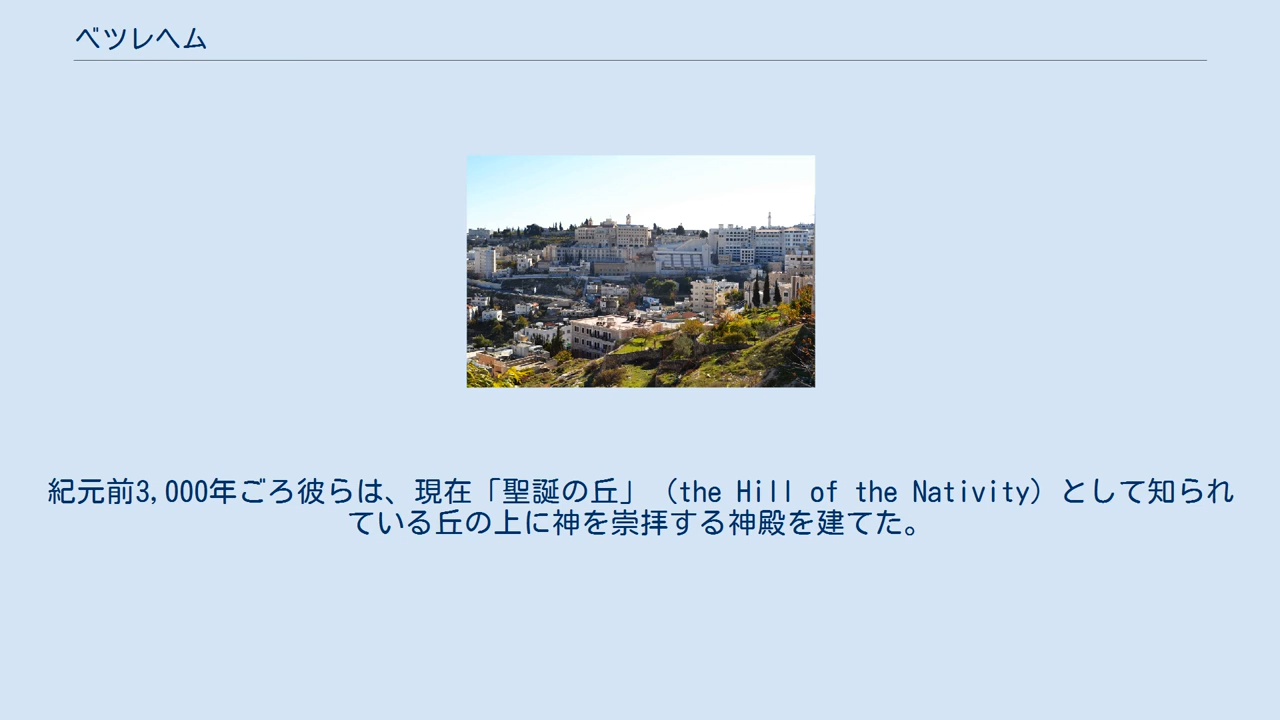 ベツレヘム
紀元前3,000年ごろ彼らは、現在「聖誕の丘」（the Hill of the Nativity）として知られ
ている丘の上に神を崇拝する神殿を建てた。